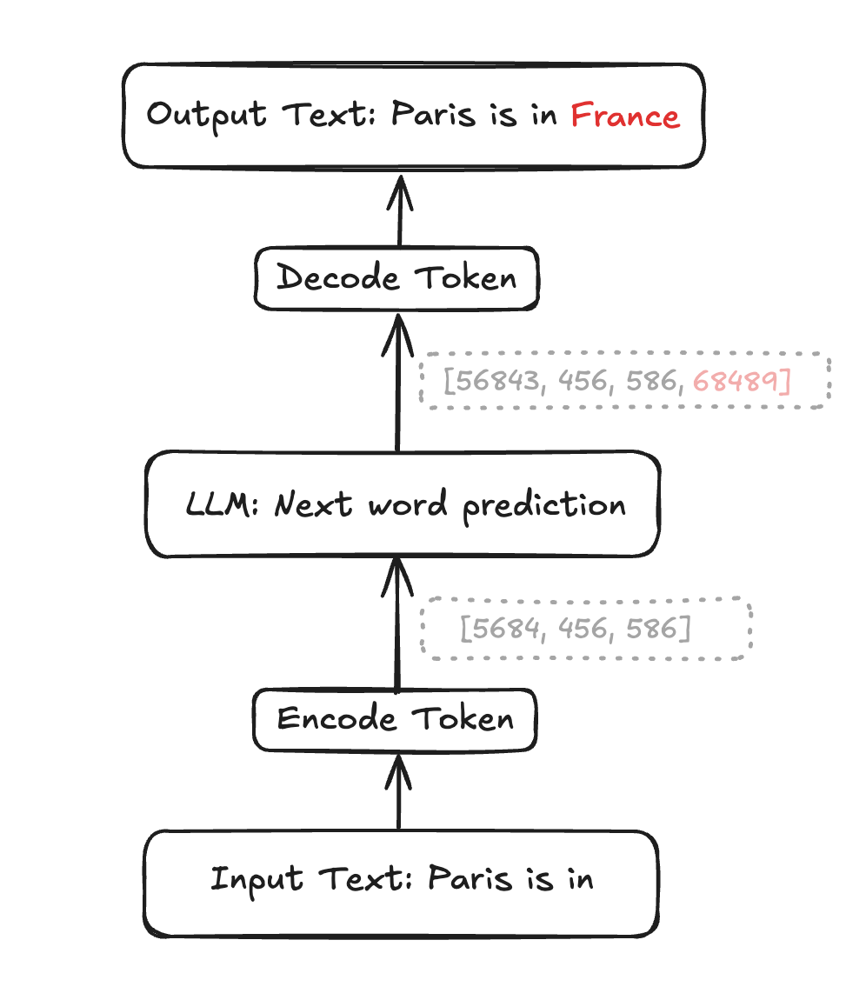 Output Text: Paris is in France
Decode Token
[56843, 456, 586, 68489]
LLM: Next word prediction
[5684, 456, 586]
Encode Token
Input Text: Paris is in